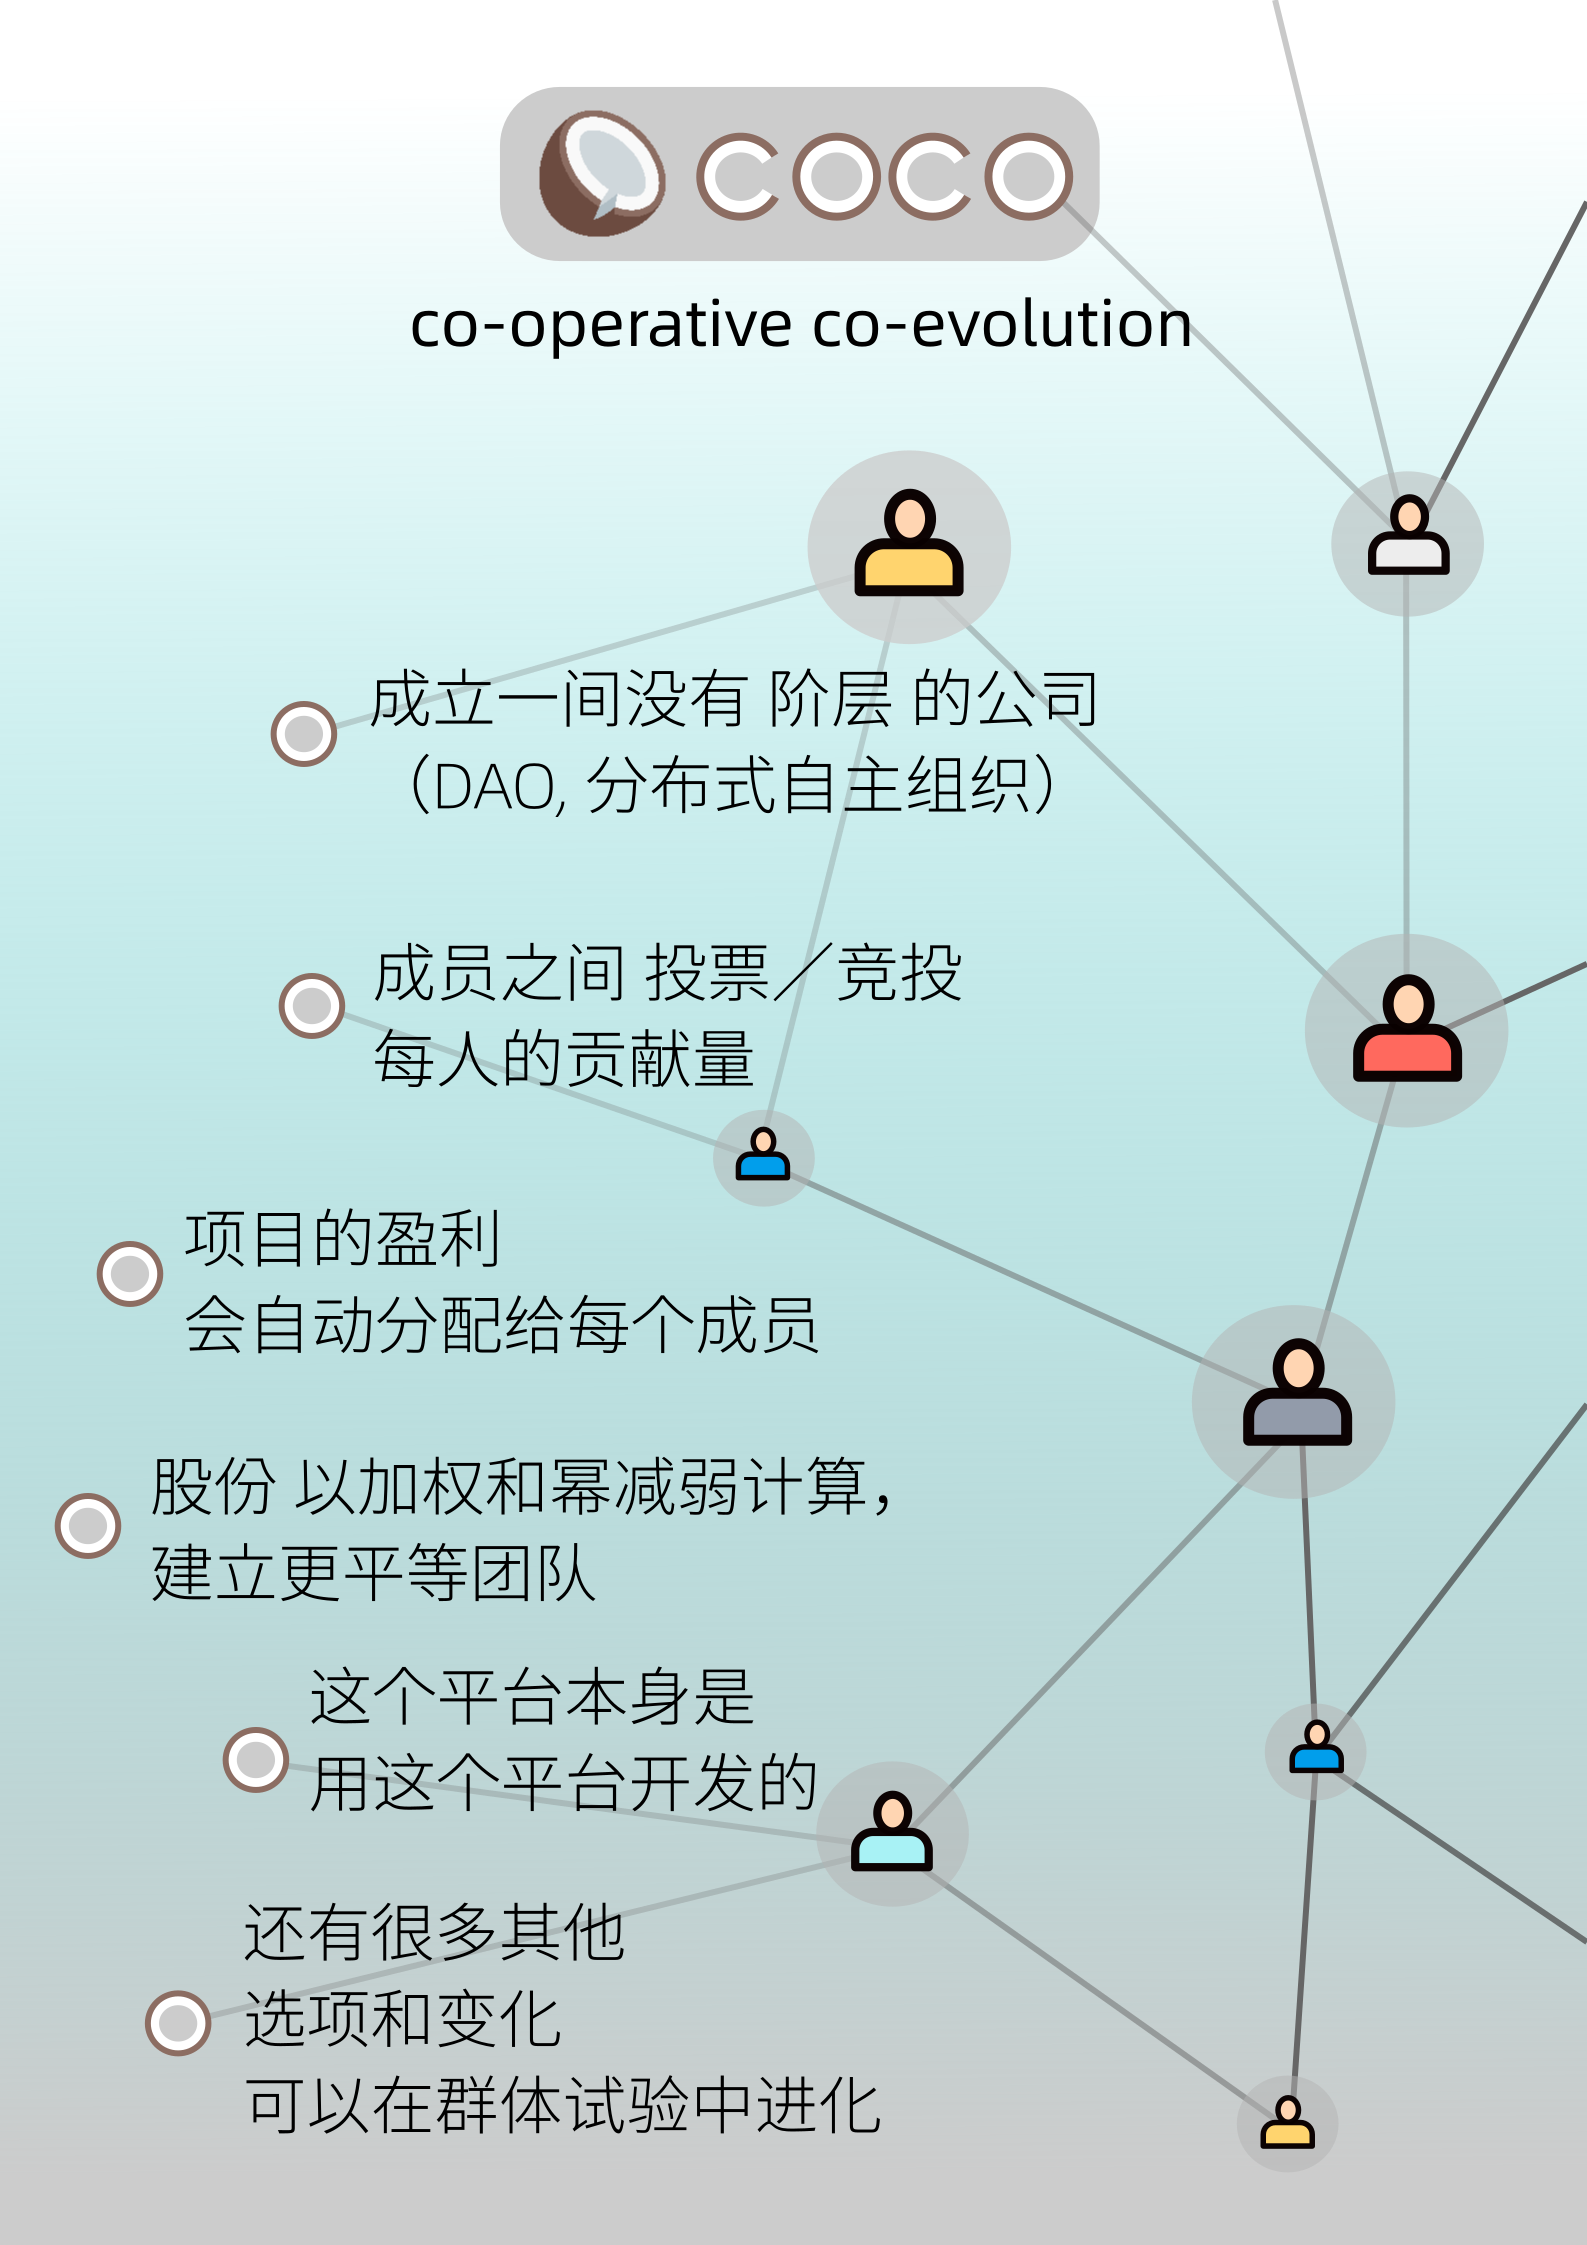 COCO
co-operative co-evolution
成立一间没有 阶层 的公司
（DAO, 分布式自主组织）
成员之间 投票／竞投
每人的贡献量
项目的盈利
会自动分配给每个成员
股份 以加权和幂减弱计算，
建立更平等团队
这个平台本身是
用这个平台开发的
还有很多其他
选项和变化
可以在群体试验中进化